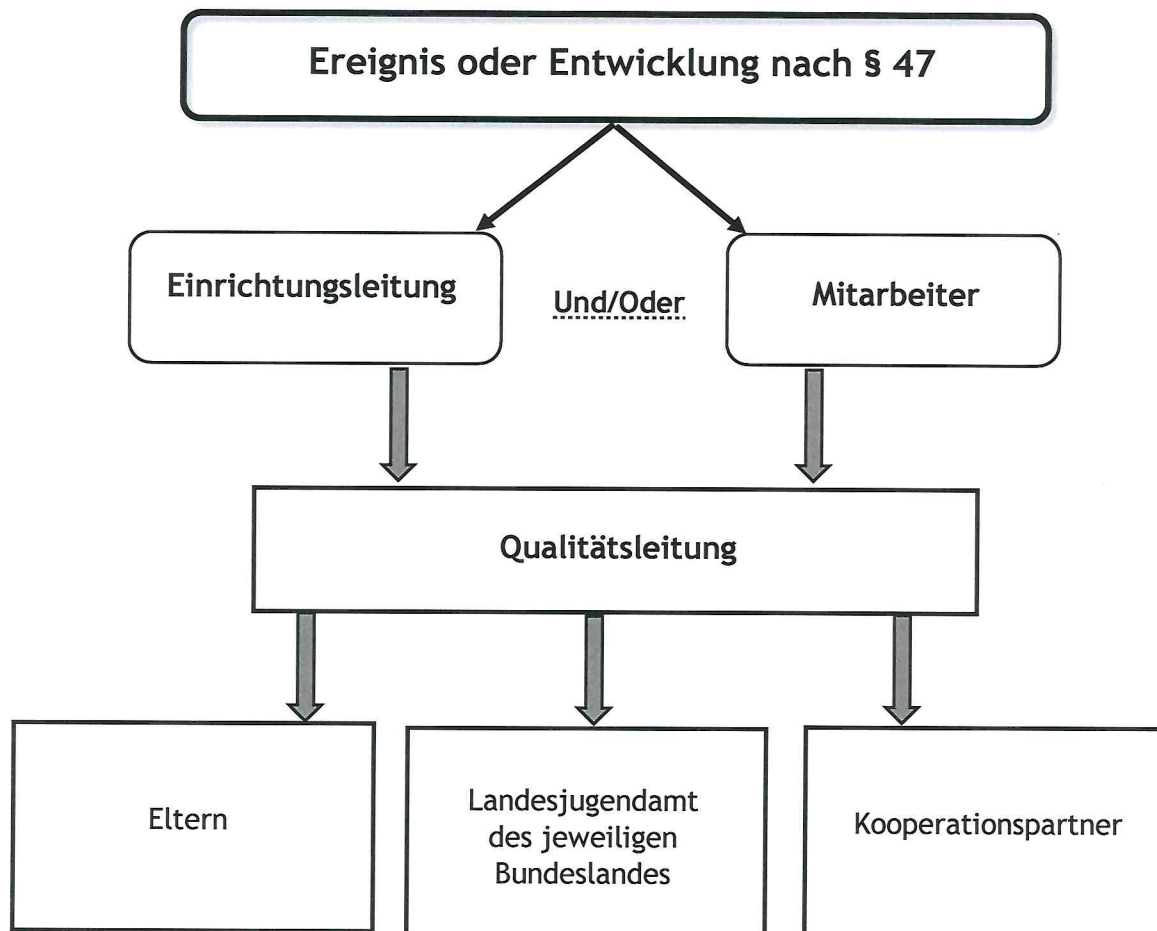 Ereignis oder Entwicklung nach § 47
Einrichtungsleitung
Und/Oder
Mitarbeiter
Qualitätsleitung
Eltern
Landesjugendamt
des jeweiligen
Bundeslandes
Kooperationspartner